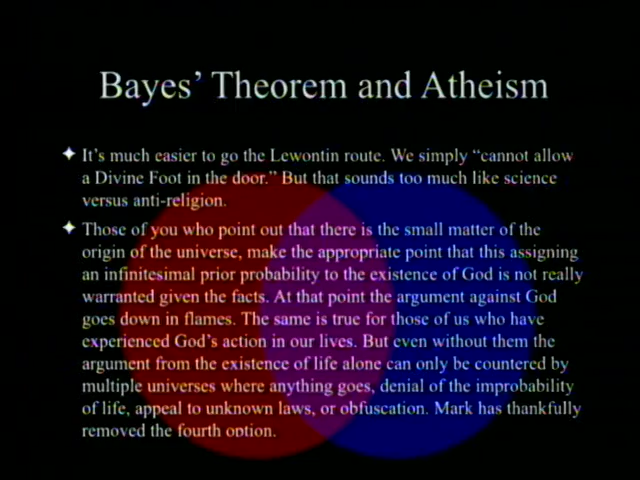 Bayes’ Theorem and Atheism
It’s much easier to go the Lewontin route. We simply “cannot allow
a Divine Foot in the door.” But that sounds too much like science
versus anti-religion.
Those of you who point out that there is the small matter of the
origin of the universe, make the appropriate point that this assigning
an infinitesimal prior probability to the existence of God is not really
warranted given the facts. At that point the argument against God
goes down in flames. The same is true for those of us who have
experienced God’s action in our lives. But even without them the
argument from the existence of life alone can only be countered by
multiple universes where anything goes, denial of the improbability
of life, appeal to unknown laws, or obfuscation. Mark has thankfully
removed the fourth option.